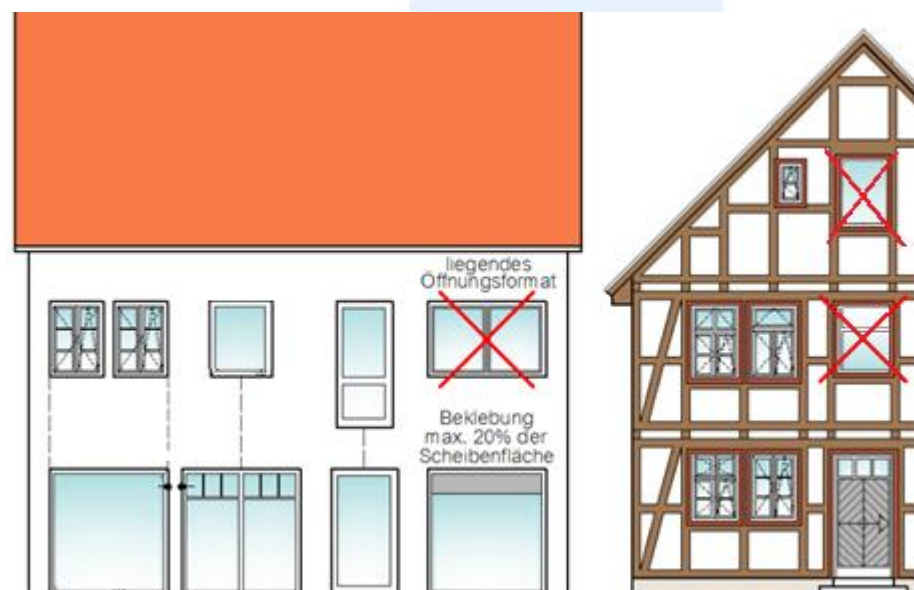 liegendes
Öffnungsformat
Beklebung
max. 20% der
Scheibenfläche